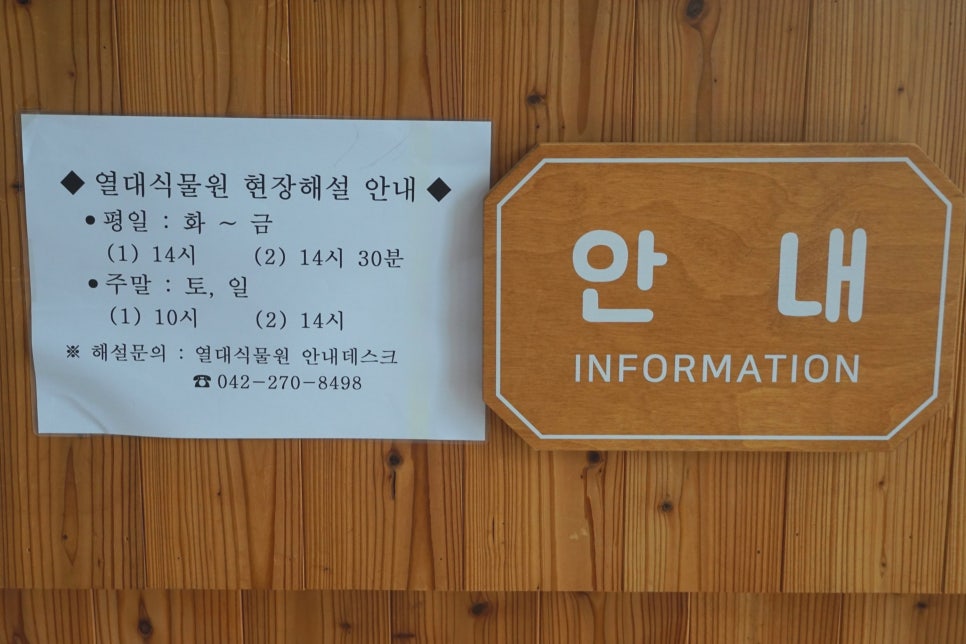 ◆ 열대식물원 현장해설 안내 ◆
● 평일 : 화 ~ 금
(1) 14시 (2) 14시 30분
● 주말 : 토, 일
(1) 10시 (2) 14시
※ 해설문의 : 열대식물원 안내데스크
☎ 042-270-8498
안 내
INFORMATION